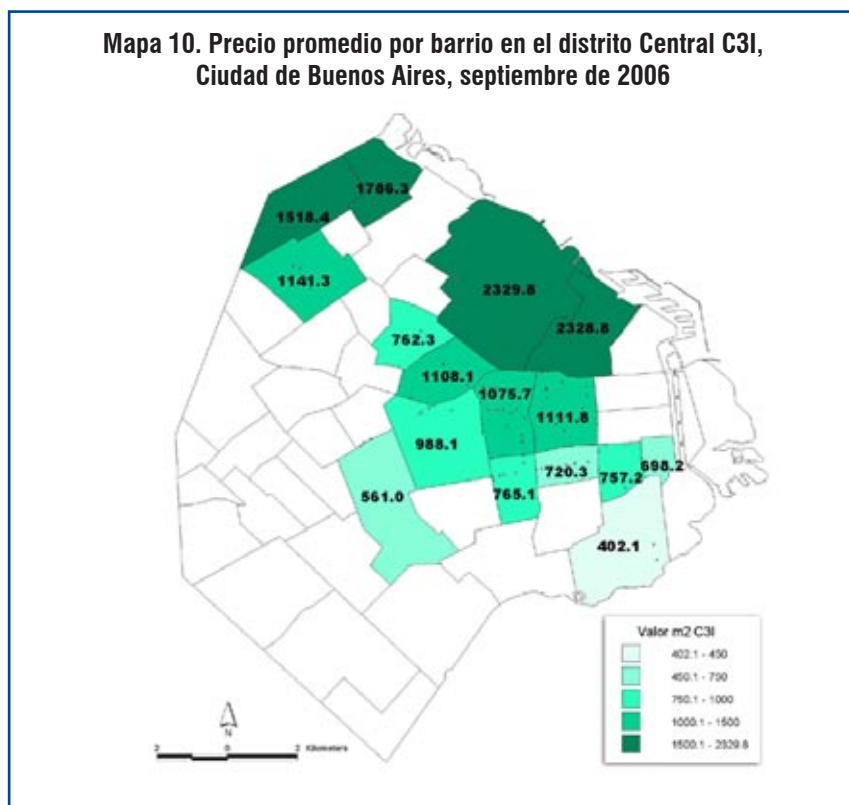 Mapa 10. Precio promedio por barrio en el distrito Central C3I,
Ciudad de Buenos Aires, septiembre de 2006
1786.3
1518.4
1141.3
2329.8
2328.8
762.3
1108.1
1075.7
1111.8
988.1
720.3
698.2
757.2
765.1
561.0
402.1
Valor m2 C3I
402.1 - 450
450.1 - 750
750.1 - 1000
1000.1 - 1500
1500.1 - 2329.8
N
2 0 2 Kilometers